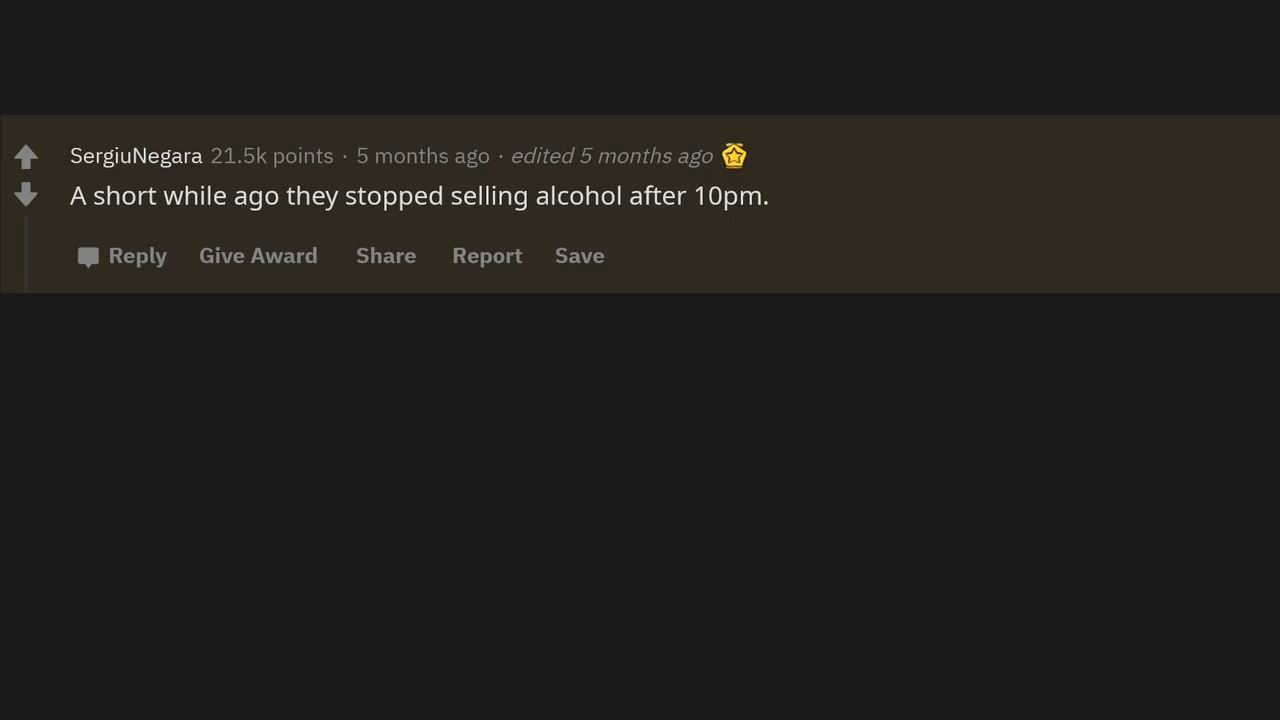 SergiuNegara 21.5k points · 5 months ago · edited 5 months ago
A short while ago they stopped selling alcohol after 10pm.
Reply Give Award Share Report Save